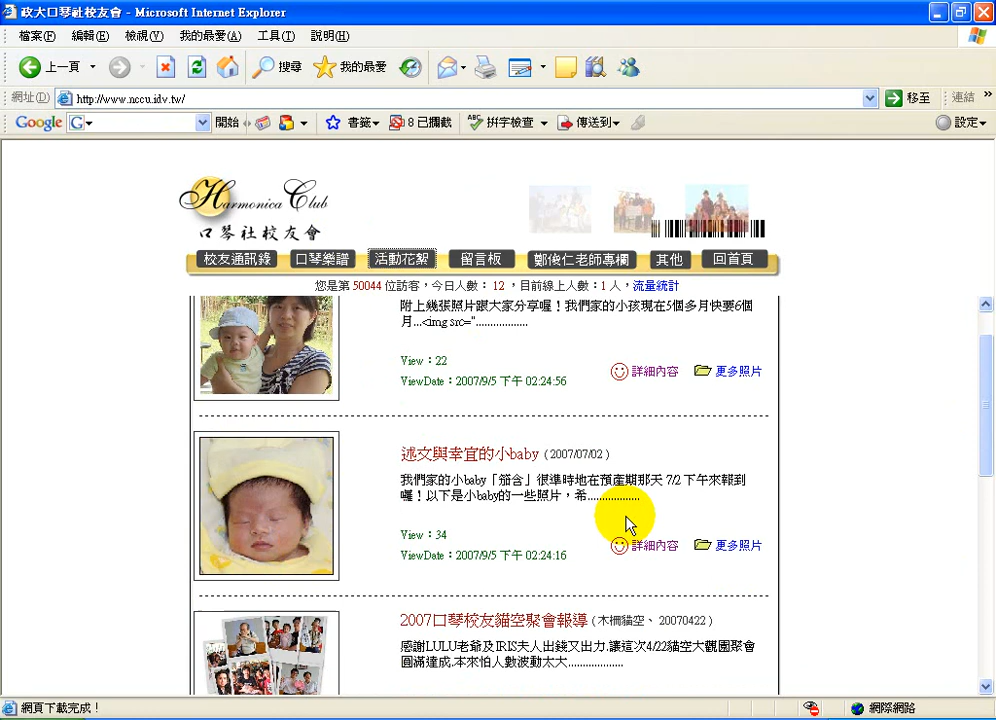 政大口琴社校友會 - Microsoft Internet Explorer
檔案(F) 編輯(E) 檢視(V) 我的最愛(A) 工具(T) 說明(H)
上一頁 搜尋 我的最愛
網址(D) http://www.nccu.idv.tw/ 移至 連結 »
Google G 開始 書籤 8 已攔截 ABC 拼字檢查 傳送到 設定
Harmonica Club
口琴社校友會
校友通訊錄 口琴樂譜 活動花絮 留言板 鄭俊仁老師專欄 其他 回首頁
您是第 50044 位訪客，今日人數： 12 ，目前線上人數：1 人，流量統計
附上幾張照片跟大家分享喔！我們家的小孩現在5個多月快要6個
月...<img src="..................
View：22
ViewDate：2007/9/5 下午 02:24:56
詳細內容 更多照片
述文與幸宜的小baby ( 2007/07/02 )
我們家的小baby「笳含」很準時地在預產期那天 7/2 下午來報到
囉！以下是小baby的一些照片，希..................
View：34
ViewDate：2007/9/5 下午 02:24:16
詳細內容 更多照片
2007口琴校友貓空聚會報導 ( 木柵貓空、20070422 )
感謝LULU老爺及IRIS夫人出錢又出力.讓這次4/22貓空大觀園聚會
圓滿達成.本來怕人數波動太大..................
網頁下載完成！ 網際網路